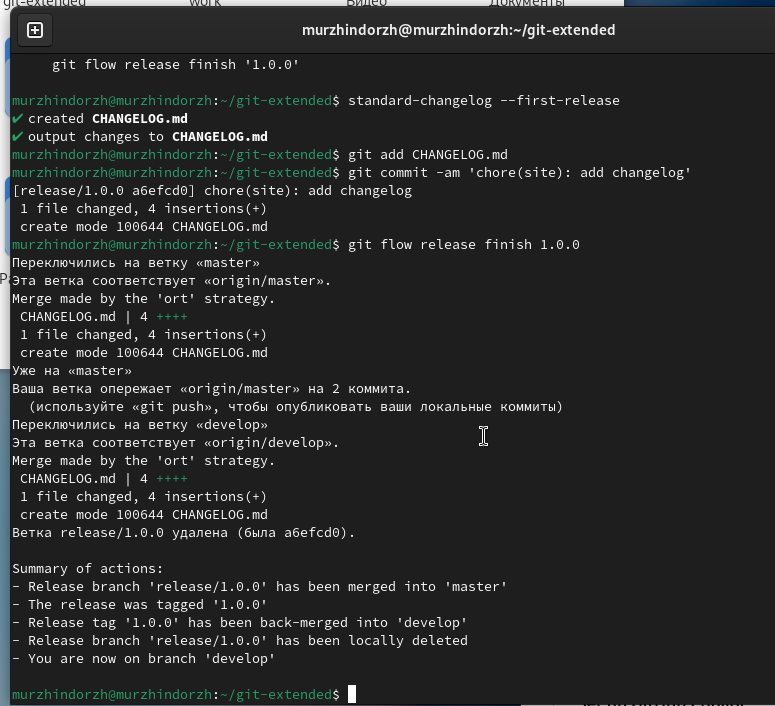 git-extended work Видео Документы
murzhindorzh@murzhindorzh:~/git-extended
git flow release finish '1.0.0'
murzhindorzh@murzhindorzh:~/git-extended$ standard-changelog --first-release
✔ created CHANGELOG.md
✔ output changes to CHANGELOG.md
murzhindorzh@murzhindorzh:~/git-extended$ git add CHANGELOG.md
murzhindorzh@murzhindorzh:~/git-extended$ git commit -am 'chore(site): add changelog'
[release/1.0.0 a6efcd0] chore(site): add changelog
1 file changed, 4 insertions(+)
create mode 100644 CHANGELOG.md
murzhindorzh@murzhindorzh:~/git-extended$ git flow release finish 1.0.0
Переключились на ветку «master»
Эта ветка соответствует «origin/master».
Merge made by the 'ort' strategy.
CHANGELOG.md | 4 ++++
1 file changed, 4 insertions(+)
create mode 100644 CHANGELOG.md
Уже на «master»
Ваша ветка опережает «origin/master» на 2 коммита.
(используйте «git push», чтобы опубликовать ваши локальные коммиты)
Переключились на ветку «develop»
Эта ветка соответствует «origin/develop».
Merge made by the 'ort' strategy.
CHANGELOG.md | 4 ++++
1 file changed, 4 insertions(+)
create mode 100644 CHANGELOG.md
Ветка release/1.0.0 удалена (была a6efcd0).
Summary of actions:
- Release branch 'release/1.0.0' has been merged into 'master'
- The release was tagged '1.0.0'
- Release tag '1.0.0' has been back-merged into 'develop'
- Release branch 'release/1.0.0' has been locally deleted
- You are now on branch 'develop'
murzhindorzh@murzhindorzh:~/git-extended$